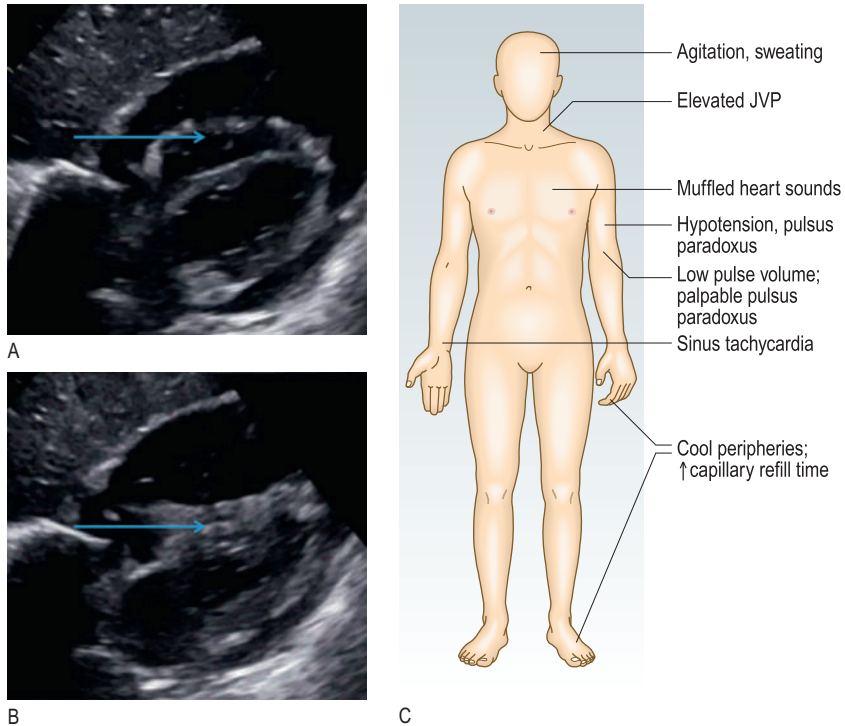 A
B
Agitation, sweating
Elevated JVP
Muffled heart sounds
Hypotension, pulsus
paradoxus
Low pulse volume;
palpable pulsus
paradoxus
Sinus tachycardia
Cool peripheries;
↑capillary refill time
C